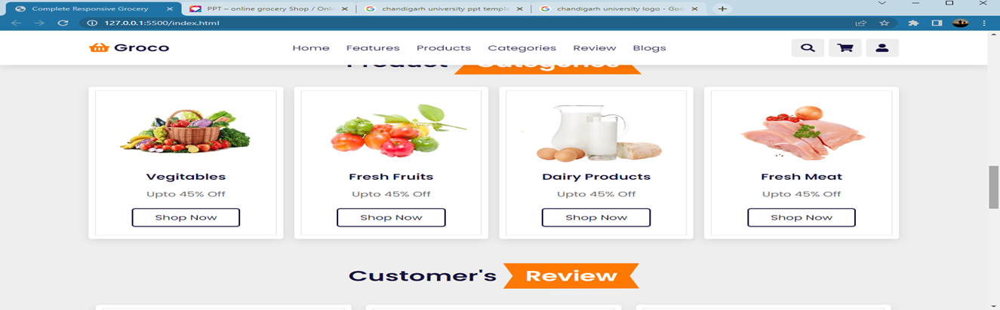 Complete Responsive Grocery
PPT – online grocery Shop / Onli
chandigarh university ppt templa
chandigarh university logo - Goo
127.0.0.1:5500/index.html
Groco
Home Features Products Categories Review Blogs
Product Categories
Vegitables
Upto 45% Off
Shop Now
Fresh Fruits
Upto 45% Off
Shop Now
Dairy Products
Upto 45% Off
Shop Now
Fresh Meat
Upto 45% Off
Shop Now
Customer's Review